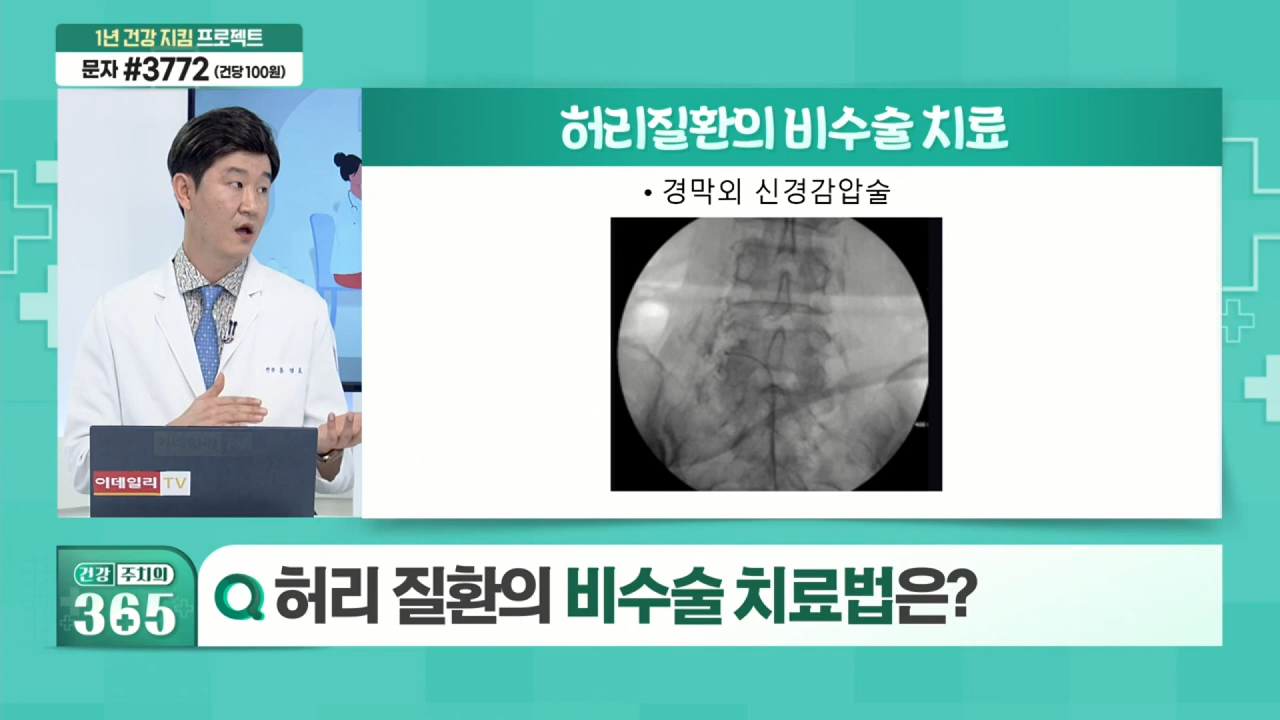 1년 건강 지킴 프로젝트
문자 #3772 (건당 100원)
허리질환의 비수술 치료
• 경막외 신경감압술
이데일리 TV
건강 주치의
365
Q 허리 질환의 비수술 치료법은?